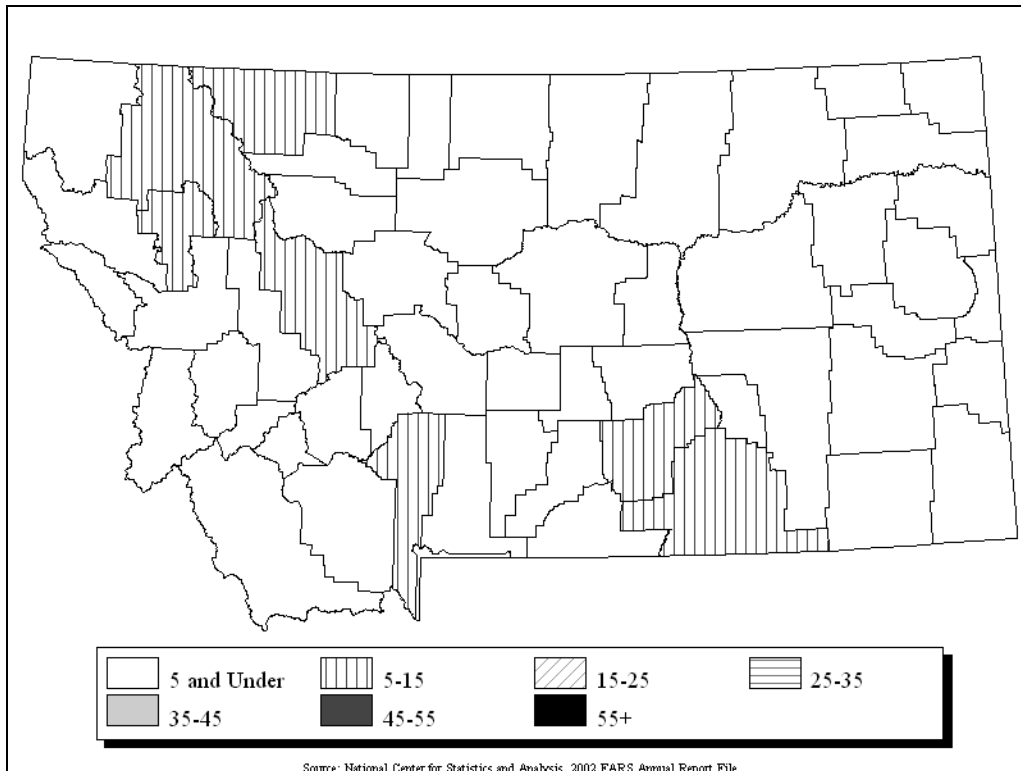 5 and Under 5-15 15-25 25-35
35-45 45-55 55+
Source: National Center for Statistics and Analysis, 2002 FARS Annual Report File